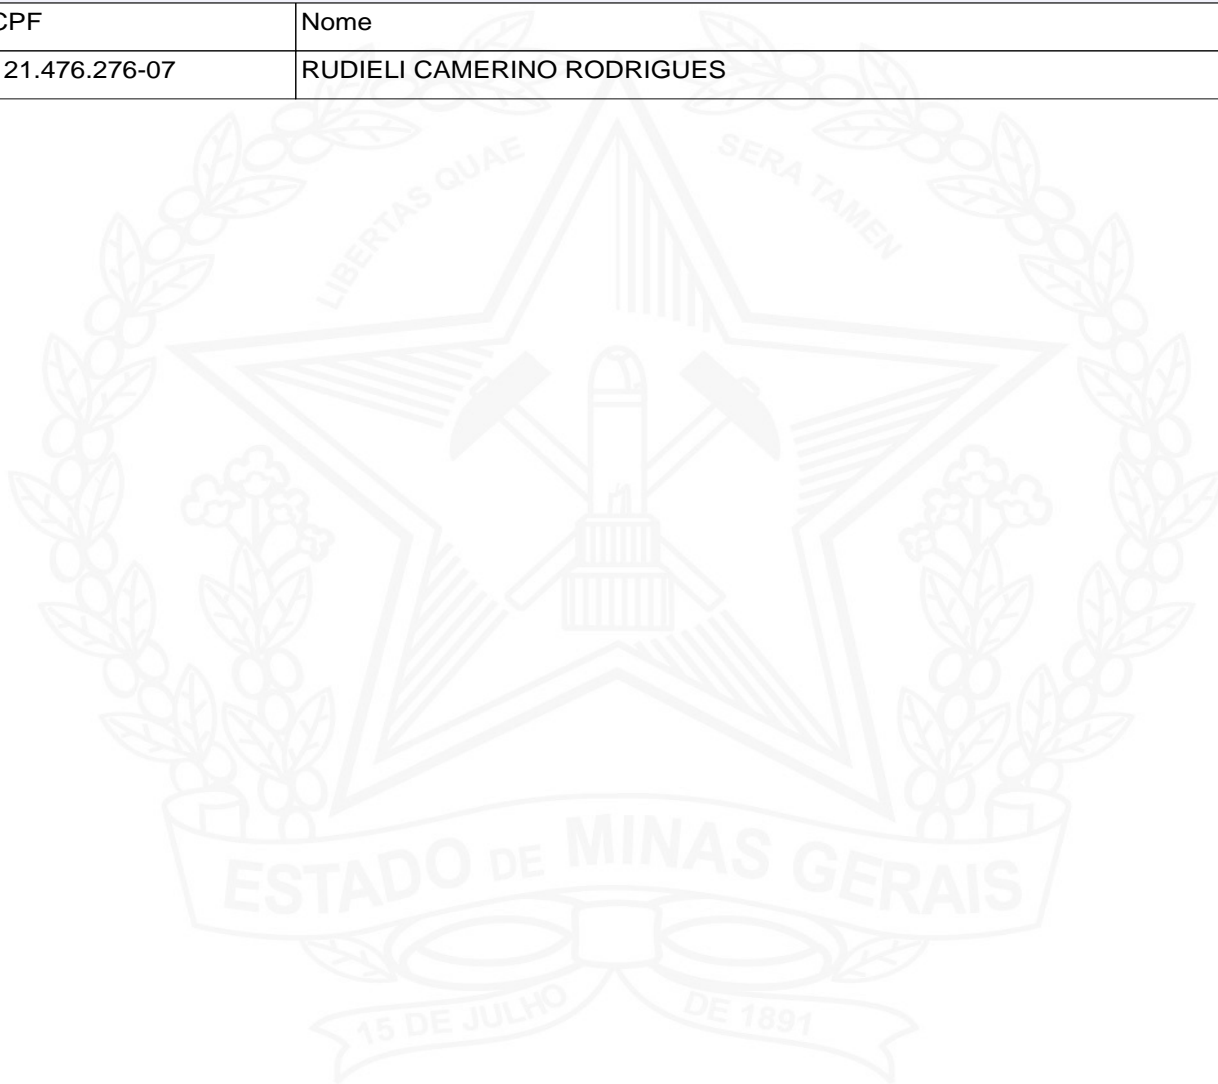 CPF Nome
21.476.276-07 RUDIELI CAMERINO RODRIGUES
LIBERTAS QUAE SERA TAMEN
ESTADO DE MINAS GERAIS
15 DE JULHO DE 1891